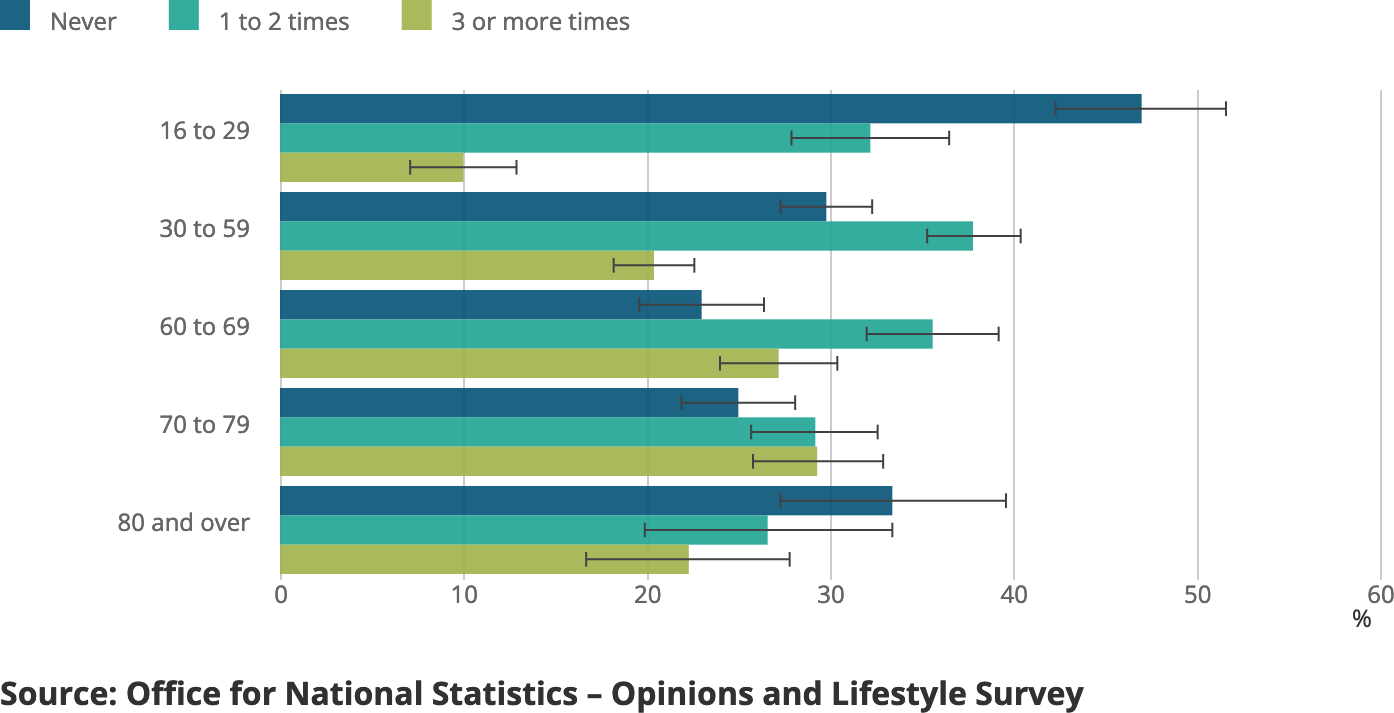 Never 1 to 2 times 3 or more times
16 to 29
30 to 59
60 to 69
70 to 79
80 and over
0 10 20 30 40 50 60
%
Source: Office for National Statistics – Opinions and Lifestyle Survey